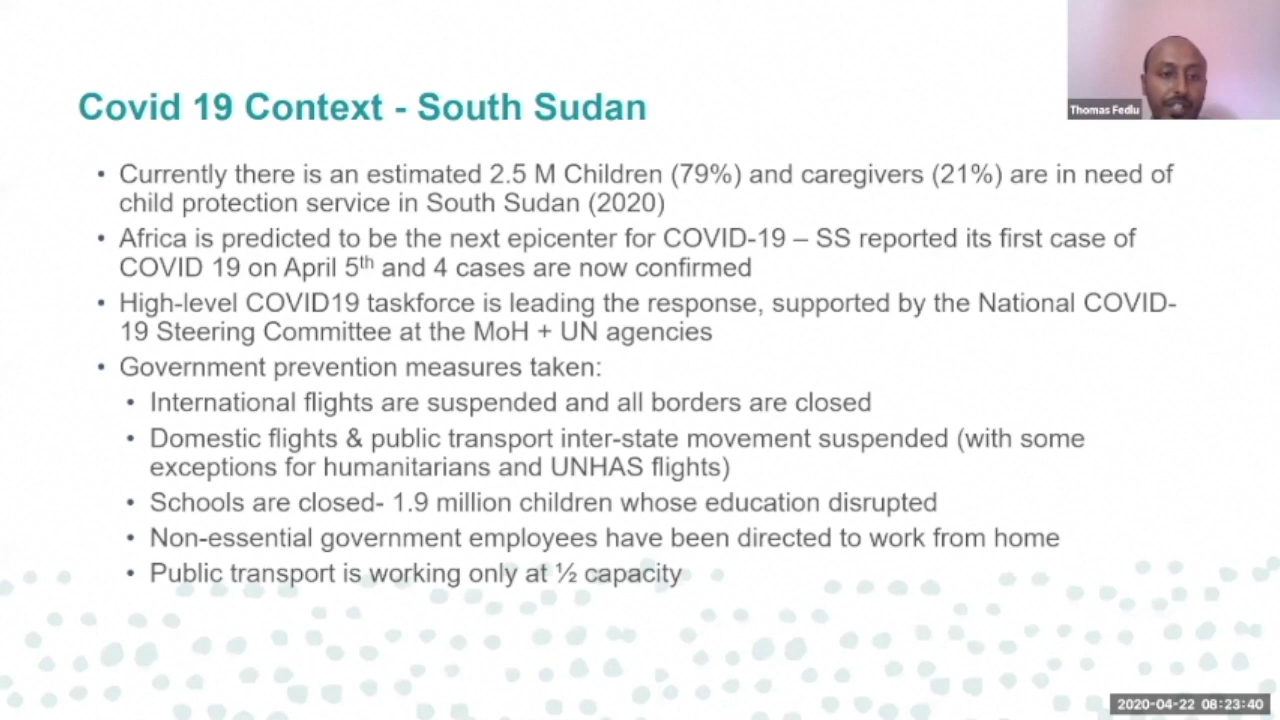 Covid 19 Context - South Sudan
Thomas Fedlu
• Currently there is an estimated 2.5 M Children (79%) and caregivers (21%) are in need of
child protection service in South Sudan (2020)
• Africa is predicted to be the next epicenter for COVID-19 – SS reported its first case of
COVID 19 on April 5th and 4 cases are now confirmed
• High-level COVID19 taskforce is leading the response, supported by the National COVID-
19 Steering Committee at the MoH + UN agencies
• Government prevention measures taken:
• International flights are suspended and all borders are closed
• Domestic flights & public transport inter-state movement suspended (with some
exceptions for humanitarians and UNHAS flights)
• Schools are closed- 1.9 million children whose education disrupted
• Non-essential government employees have been directed to work from home
• Public transport is working only at ½ capacity
2020-04-22 08:23:40